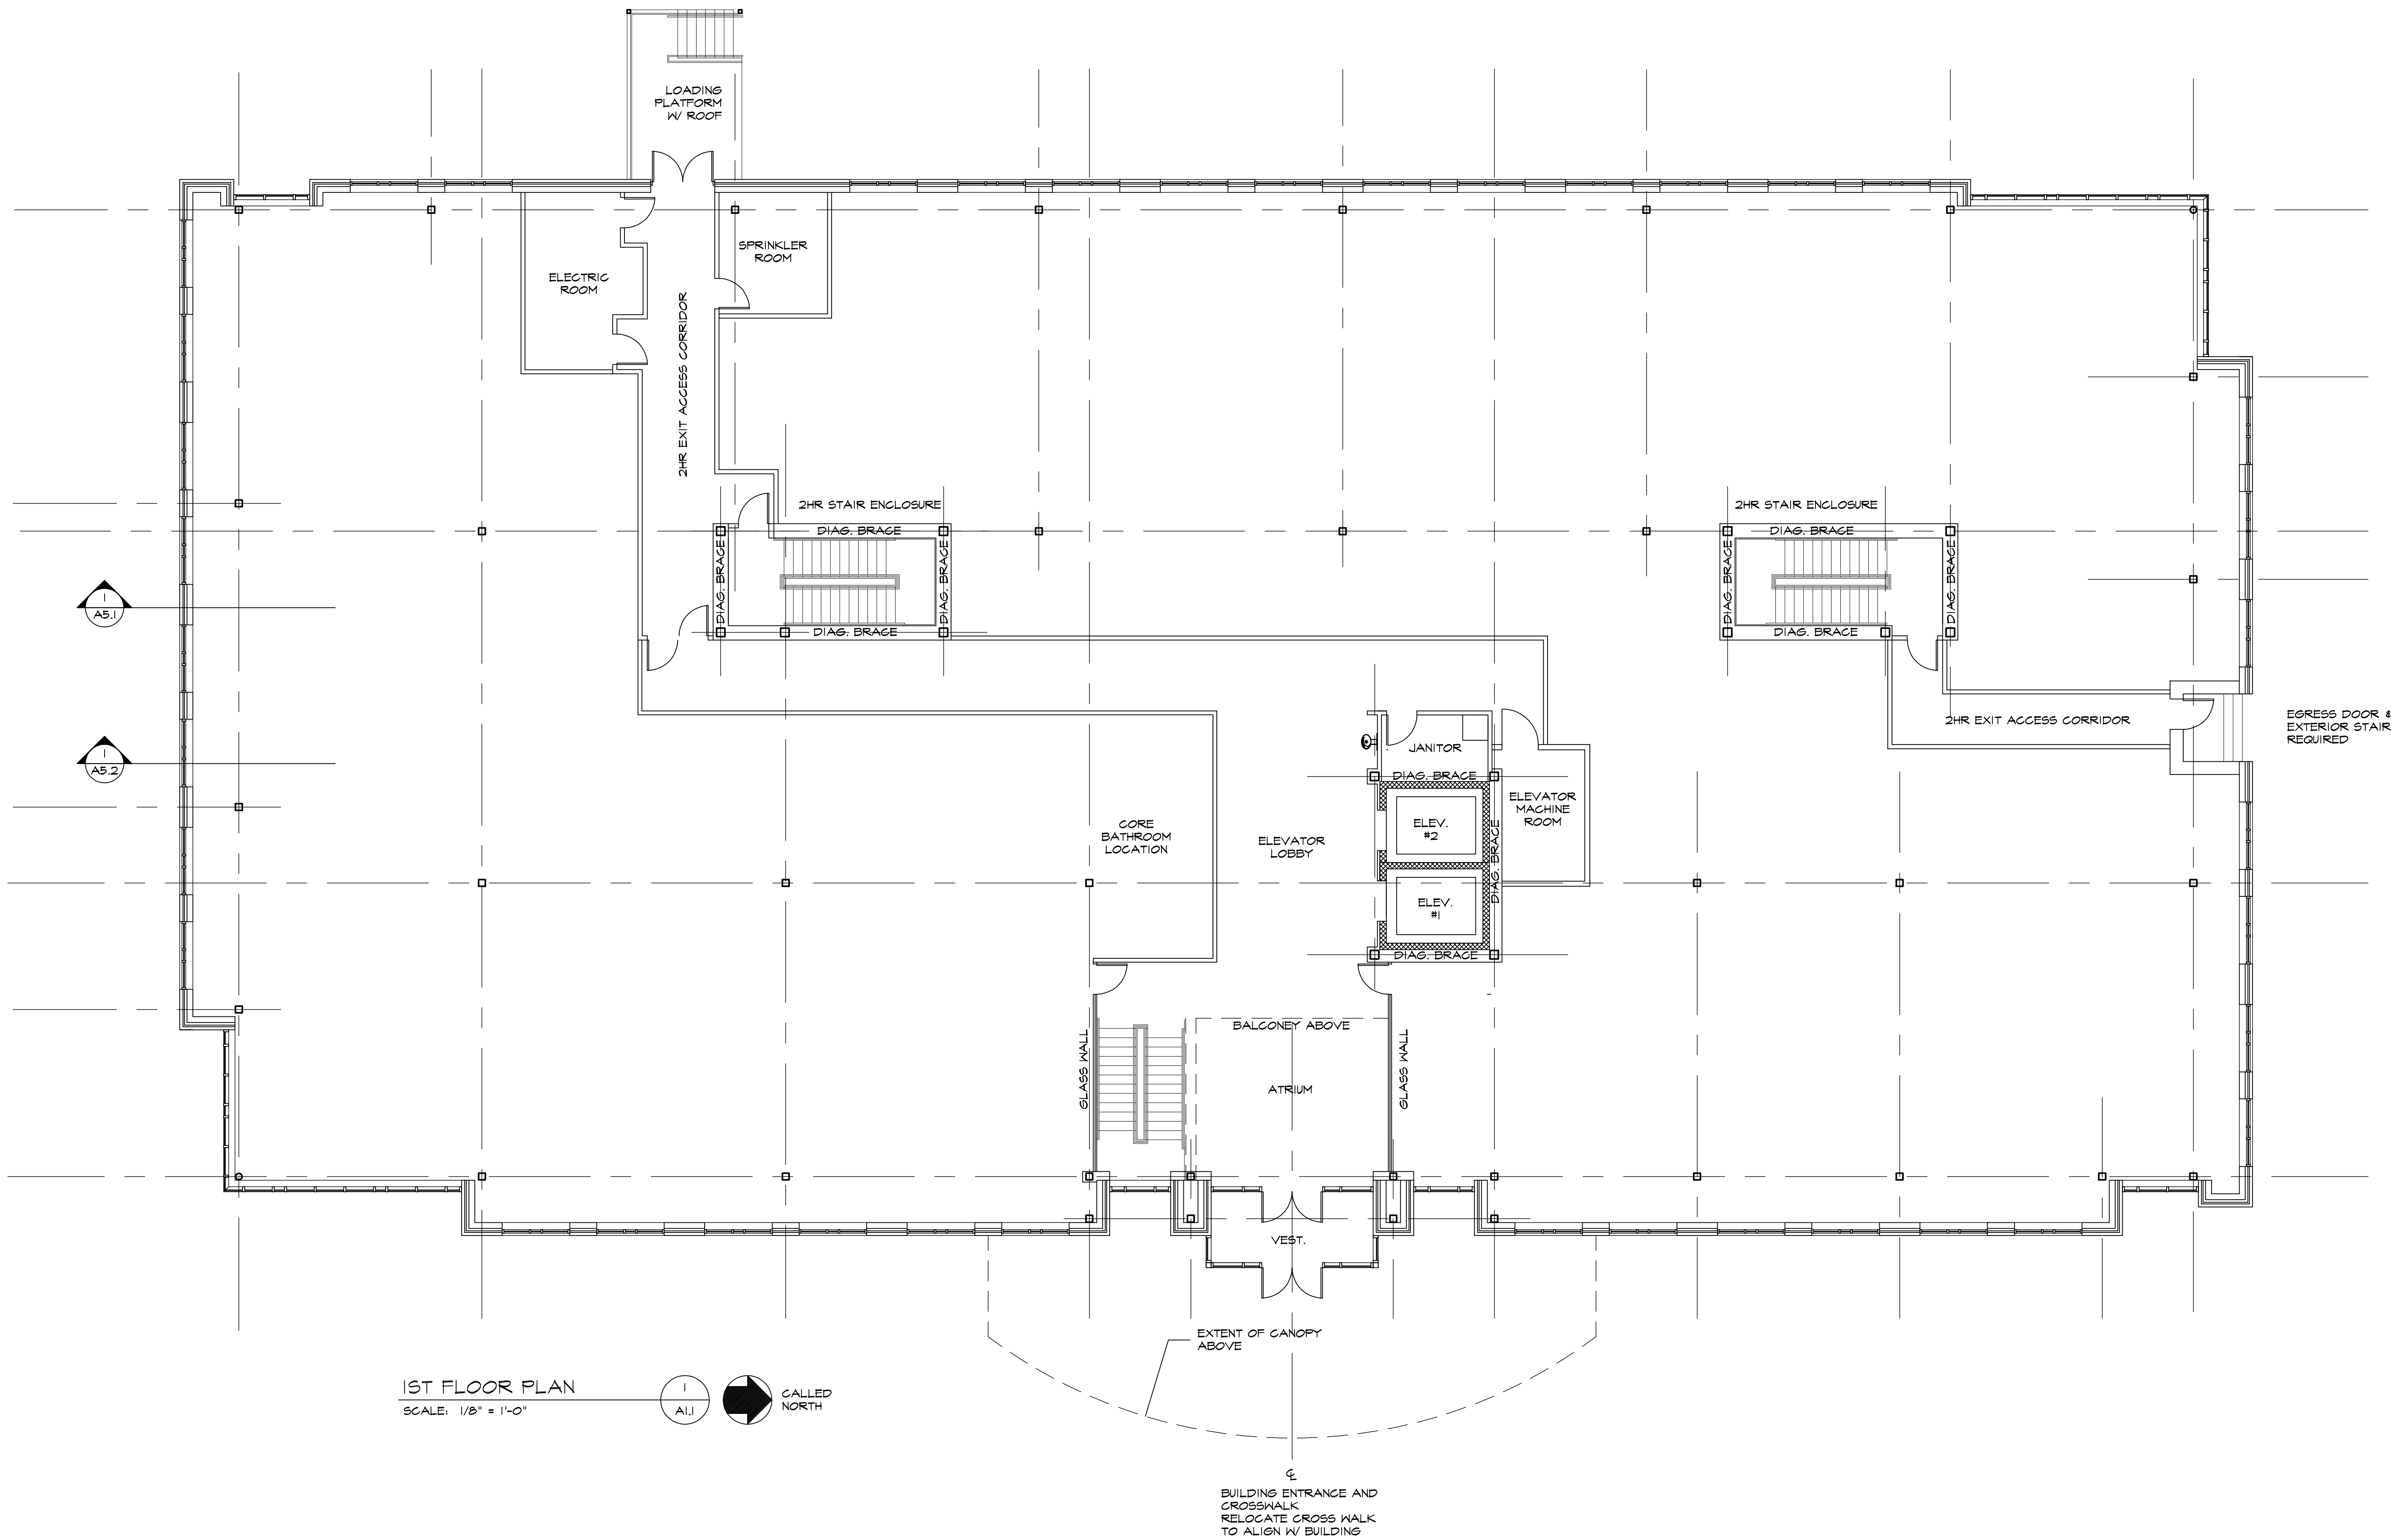 LOADING
PLATFORM
W/ ROOF
SPRINKLER
ROOM
ELECTRIC
ROOM
2HR EXIT ACCESS CORRIDOR
2HR STAIR ENCLOSURE
2HR STAIR ENCLOSURE
DIAG. BRACE
DIAG. BRACE
DIAG. BRACE
DIAG. BRACE
DIAG. BRACE
DIAG. BRACE
DIAG. BRACE
DIAG. BRACE
1
A5.1
2HR EXIT ACCESS CORRIDOR
EGRESS DOOR &
EXTERIOR STAIR
REQUIRED
1
A5.2
JANITOR
DIAG. BRACE
ELEVATOR
MACHINE
ROOM
CORE
BATHROOM
LOCATION
ELEVATOR
LOBBY
ELEV.
#2
DIAG. BRACE
ELEV.
#1
DIAG. BRACE
BALCONEY ABOVE
GLASS WALL
GLASS WALL
ATRIUM
VEST.
EXTENT OF CANOPY
ABOVE
1ST FLOOR PLAN
SCALE: 1/8" = 1'-0"
1
A1.1
CALLED
NORTH
℄
BUILDING ENTRANCE AND
CROSSWALK
RELOCATE CROSS WALK
TO ALIGN W/ BUILDING